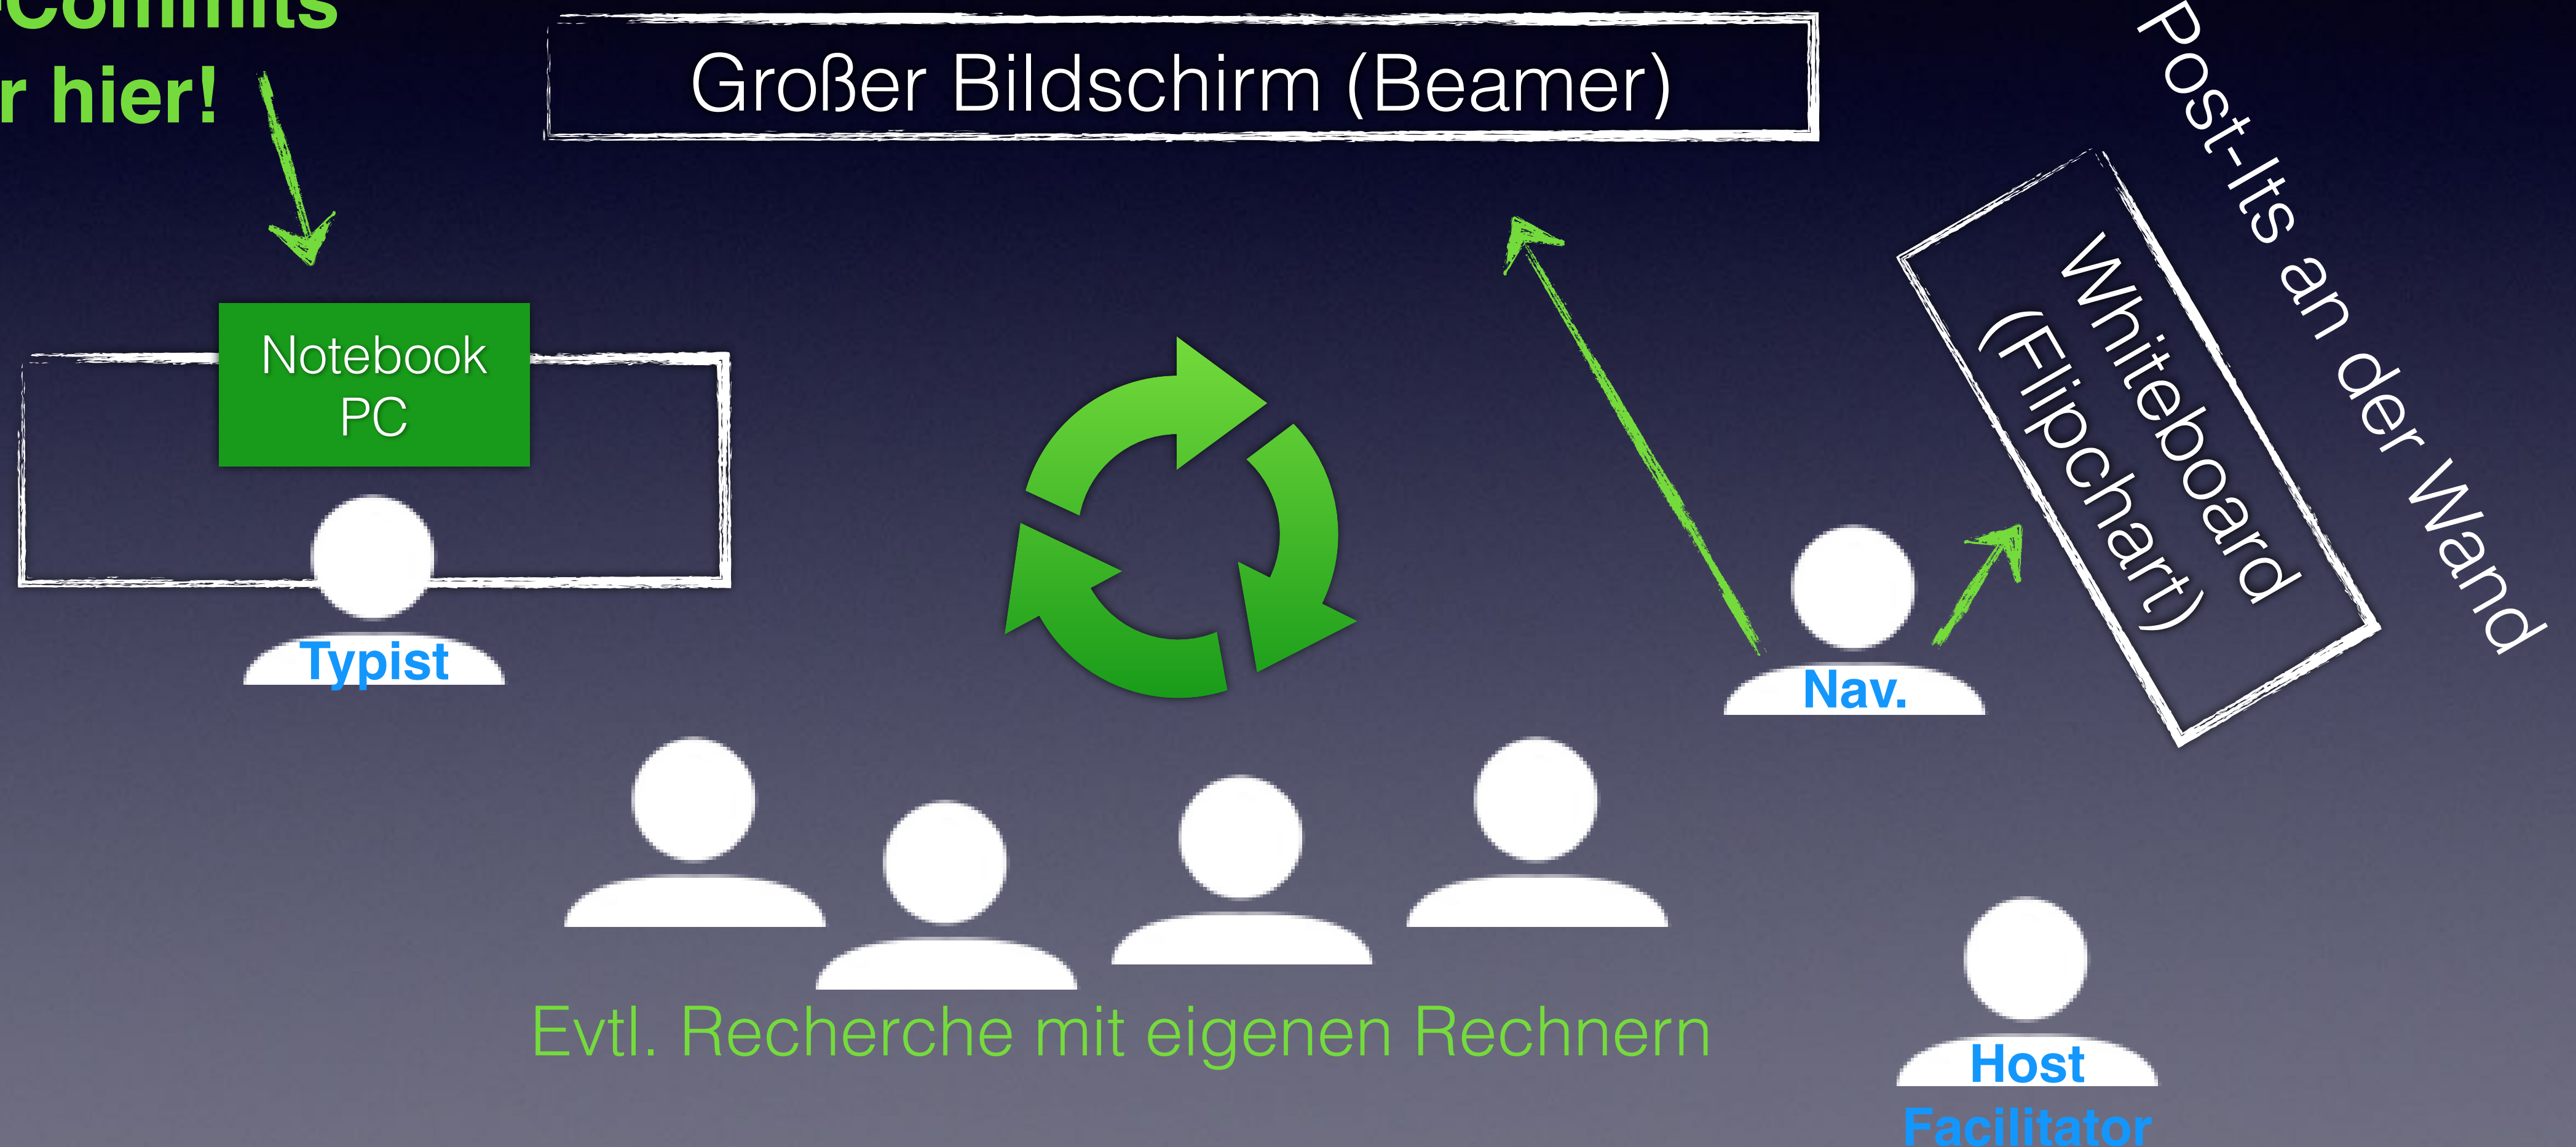 -Commits
r hier!
Großer Bildschirm (Beamer)
Post-Its an der Wand
Whiteboard
(Flipchart)
Notebook
PC
Typist
Nav.
Evtl. Recherche mit eigenen Rechnern
Host
Facilitator